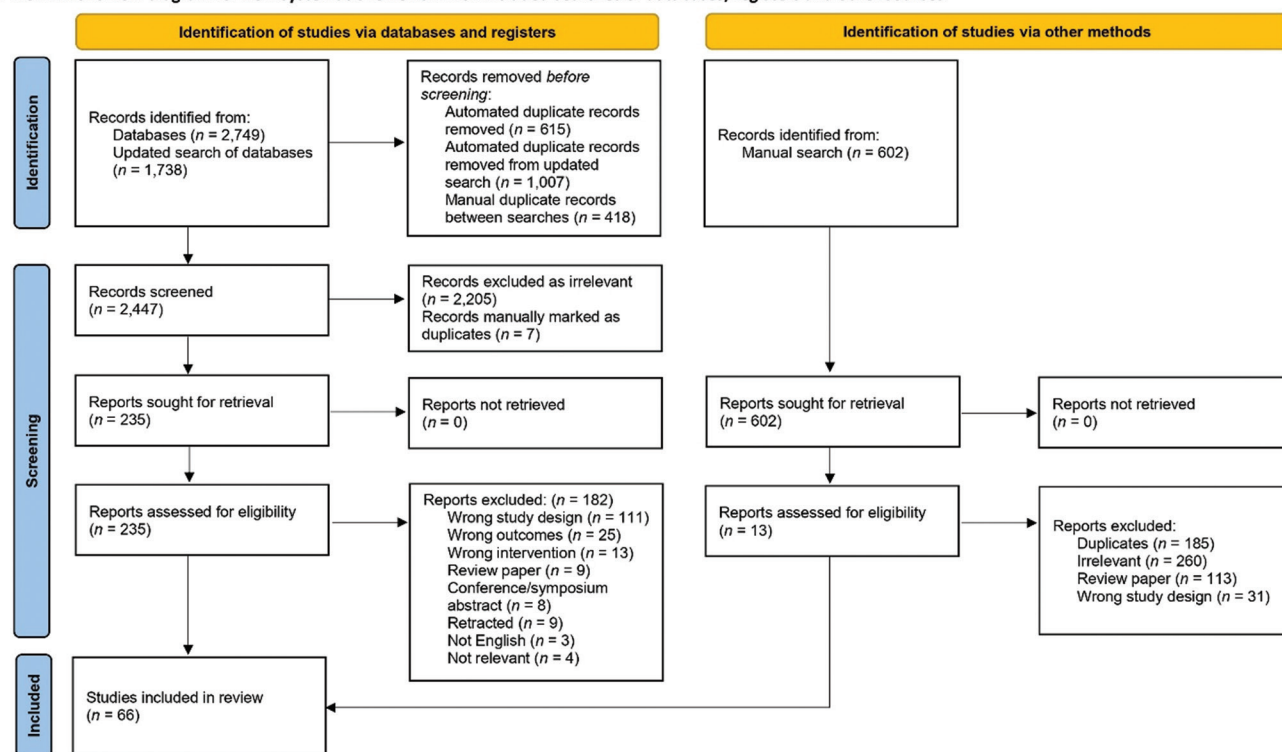 Identification of studies via databases and registers
Identification of studies via other methods
Identification
Records identified from:
Databases (n = 2,749)
Updated search of databases
(n = 1,738)
Records removed before
screening:
Automated duplicate records
removed (n = 615)
Automated duplicate records
removed from updated
search (n = 1,007)
Manual duplicate records
between searches (n = 418)
Records identified from:
Manual search (n = 602)
Screening
Records screened
(n = 2,447)
Records excluded as irrelevant
(n = 2,205)
Records manually marked as
duplicates (n = 7)
Reports sought for retrieval
(n = 235)
Reports not retrieved
(n = 0)
Reports sought for retrieval
(n = 602)
Reports not retrieved
(n = 0)
Reports assessed for eligibility
(n = 235)
Reports excluded: (n = 182)
Wrong study design (n = 111)
Wrong outcomes (n = 25)
Wrong intervention (n = 13)
Review paper (n = 9)
Conference/symposium
abstract (n = 8)
Retracted (n = 9)
Not English (n = 3)
Not relevant (n = 4)
Reports assessed for eligibility
(n = 13)
Reports excluded:
Duplicates (n = 185)
Irrelevant (n = 260)
Review paper (n = 113)
Wrong study design (n = 31)
Included
Studies included in review
(n = 66)